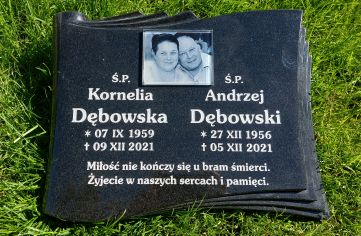 Ś.P.
Kornelia
Dębowska
* 07 IX 1959
† 09 XII 2021
Ś.P.
Andrzej
Dębowski
* 27 XII 1956
† 05 XII 2021
Miłość nie kończy się u bram śmierci.
Żyjecie w naszych sercach i pamięci.